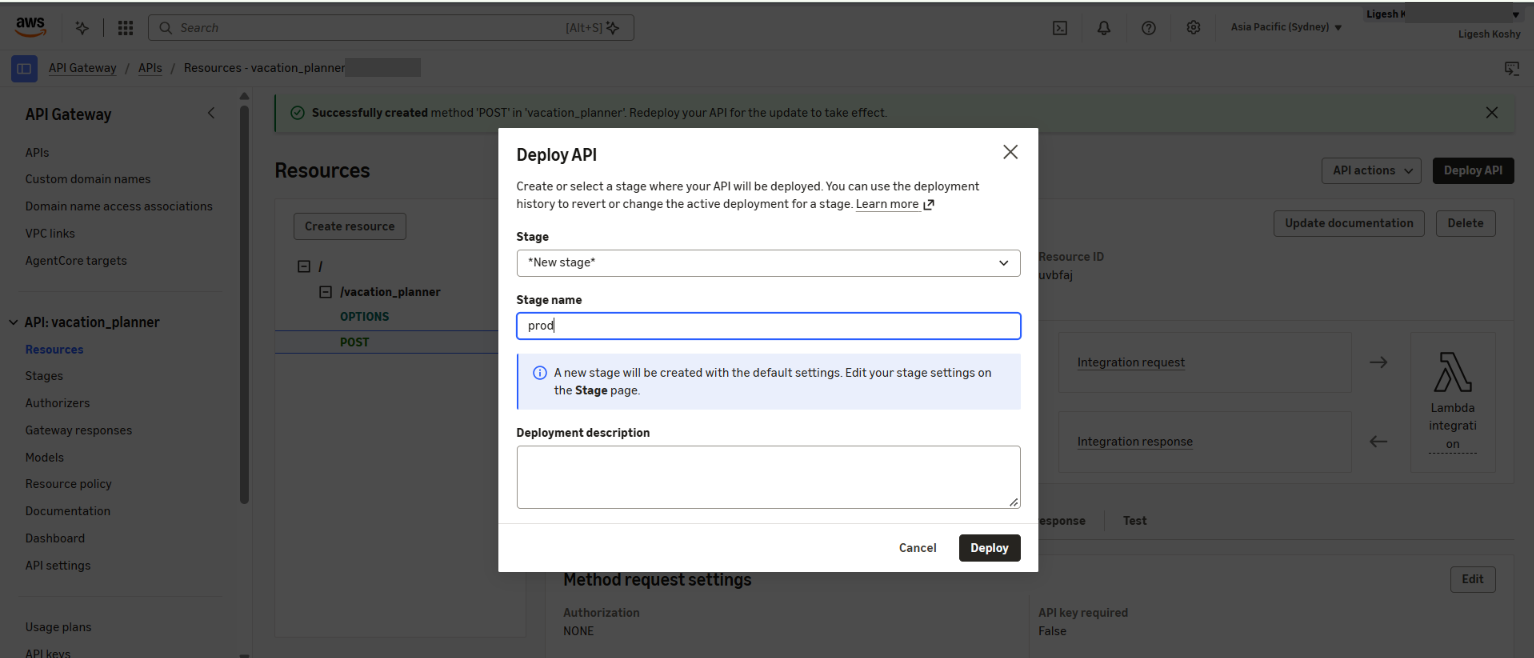 aws
Search
[Alt+S]
Asia Pacific (Sydney)
Ligesh
Ligesh Koshy
API Gateway / APIs / Resources - vacation_planner
API Gateway
APIs
Custom domain names
Domain name access associations
VPC links
AgentCore targets
API: vacation_planner
Resources
Stages
Authorizers
Gateway responses
Models
Resource policy
Documentation
Dashboard
API settings
Usage plans
API keys
Successfully created method 'POST' in 'vacation_planner'. Redeploy your API for the update to take effect.
Resources
API actions
Deploy API
Create resource
/
/vacation_planner
OPTIONS
POST
Update documentation
Delete
Resource ID
uvbfaj
Integration request
Integration response
Lambda
integrati
on
esponse
Test
Method request settings
Edit
Authorization
NONE
API key required
False
Deploy API
Create or select a stage where your API will be deployed. You can use the deployment
history to revert or change the active deployment for a stage. Learn more
Stage
*New stage*
Stage name
prod
A new stage will be created with the default settings. Edit your stage settings on
the Stage page.
Deployment description
Cancel
Deploy